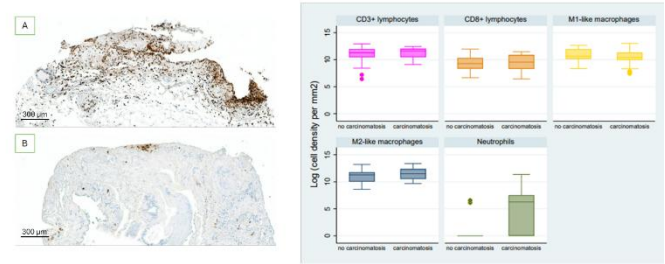 A
300 µm
B
300 µm
CD3+ lymphocytes
CD8+ lymphocytes
M1-like macrophages
Log (cell density per mm2)
15
10
5
0
no carcinomatosis
carcinomatosis
no carcinomatosis
carcinomatosis
no carcinomatosis
carcinomatosis
M2-like macrophages
Neutrophils
15
10
5
0
no carcinomatosis
carcinomatosis
no carcinomatosis
carcinomatosis